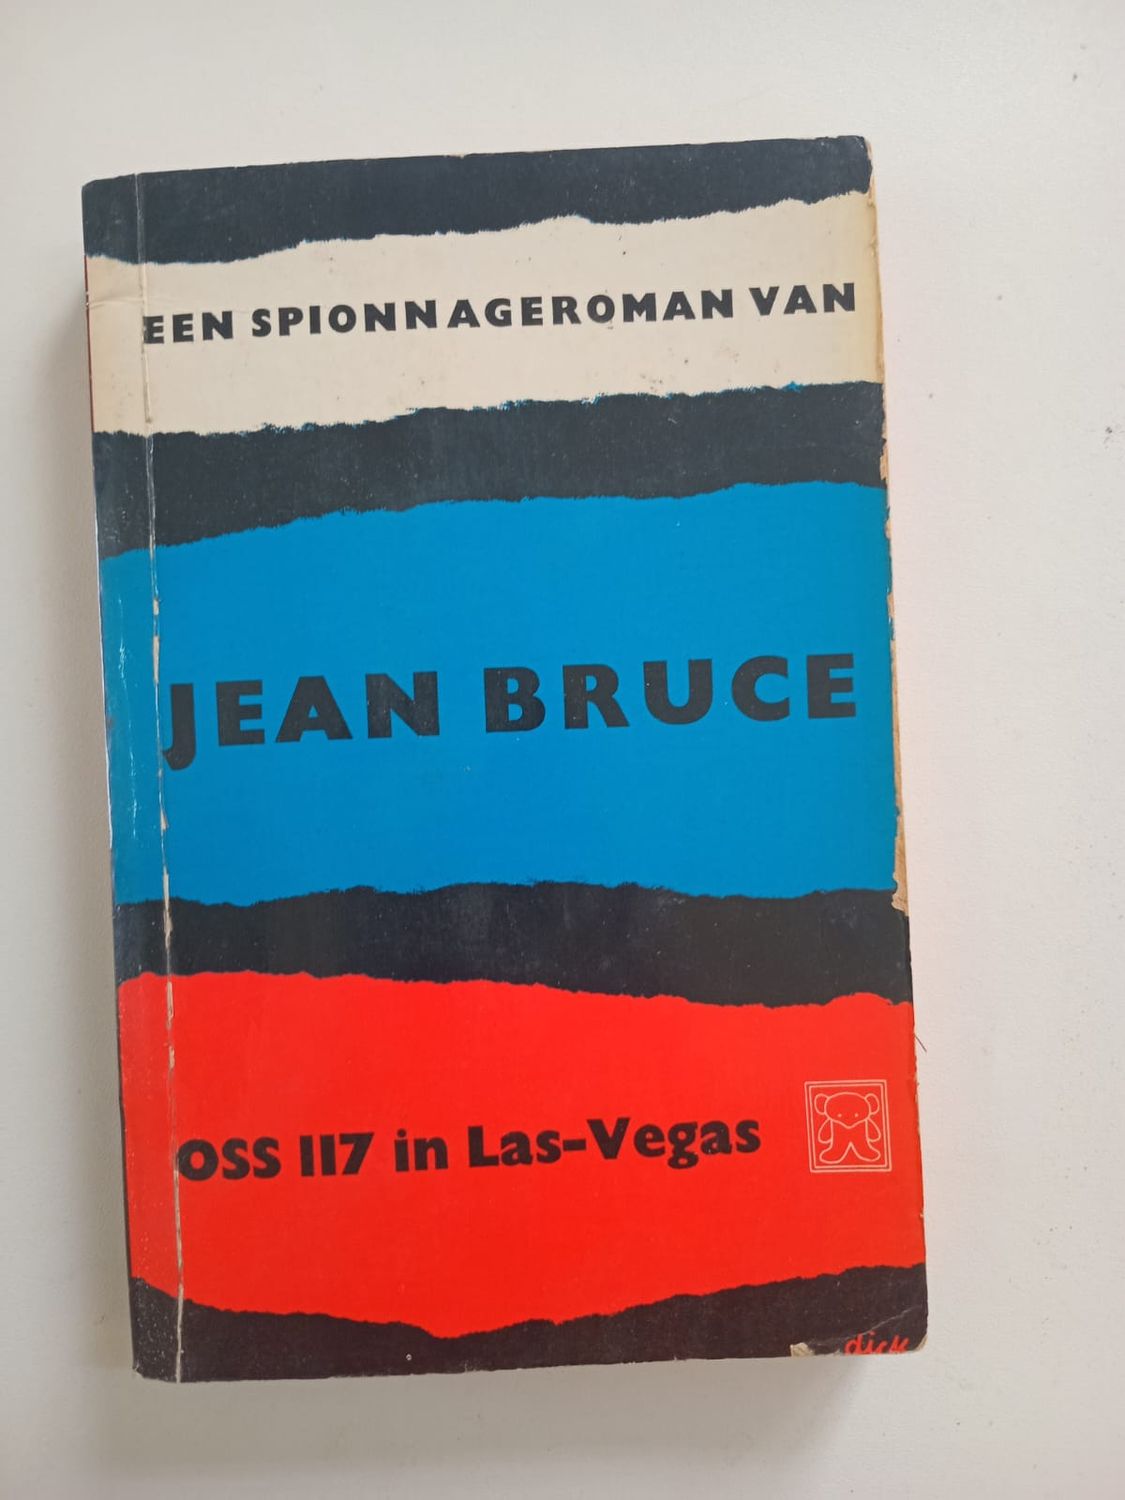 EEN SPIONNAGEROMAN VAN
JEAN BRUCE
OSS 117 in Las-Vegas
dick